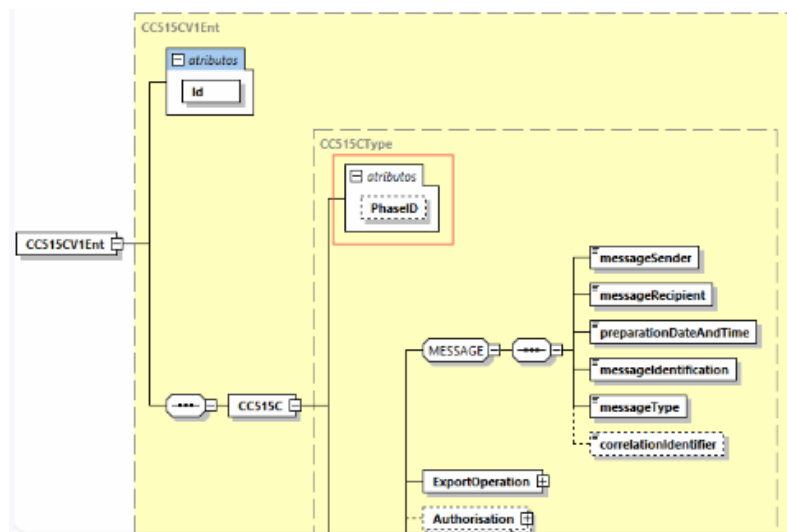 CC515CV1Ent
atributos
Id
CC515CType
atributos
PhaseID
CC515CV1Ent
messageSender
messageRecipient
MESSAGE
preparationDateAndTime
messageIdentification
CC515C
messageType
correlationIdentifier
ExportOperation
Authorisation